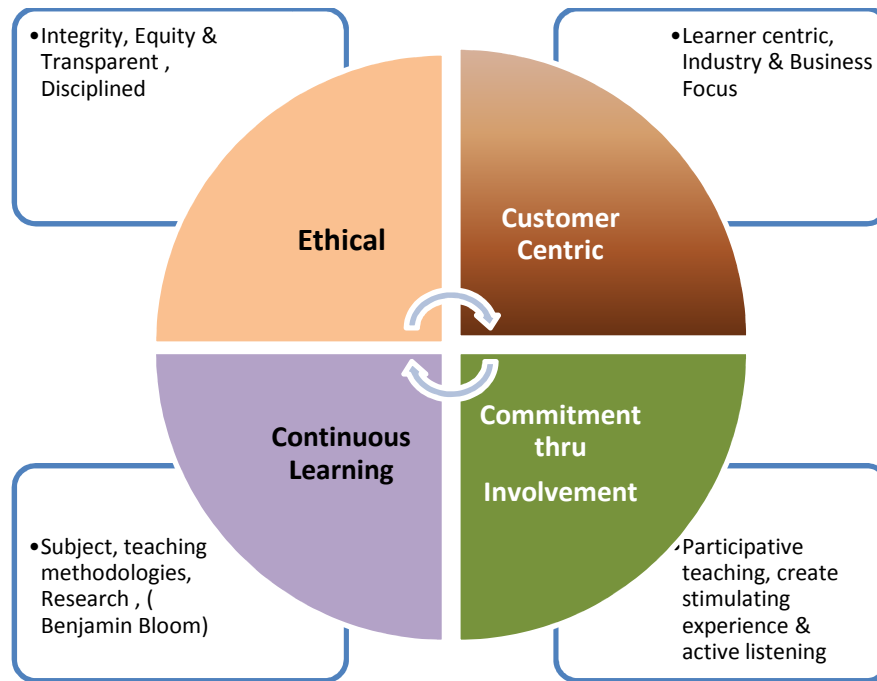 •Integrity, Equity &
Transparent ,
Disciplined
•Learner centric,
Industry & Business
Focus
Ethical
Customer
Centric
Continuous
Learning
Commitment
thru
Involvement
•Subject, teaching
methodologies,
Research , (
Benjamin Bloom)
•Participative
teaching, create
stimulating
experience &
active listening